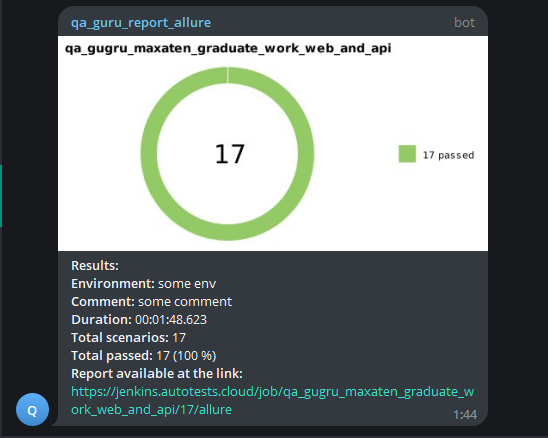 qa_guru_report_allure bot
qa_gugru_maxaten_graduate_work_web_and_api
17
17 passed
Results:
Environment: some env
Comment: some comment
Duration: 00:01:48.623
Total scenarios: 17
Total passed: 17 (100 %)
Report available at the link:
https://jenkins.autotests.cloud/job/qa_gugru_maxaten_graduate_w
ork_web_and_api/17/allure
Q
1:44